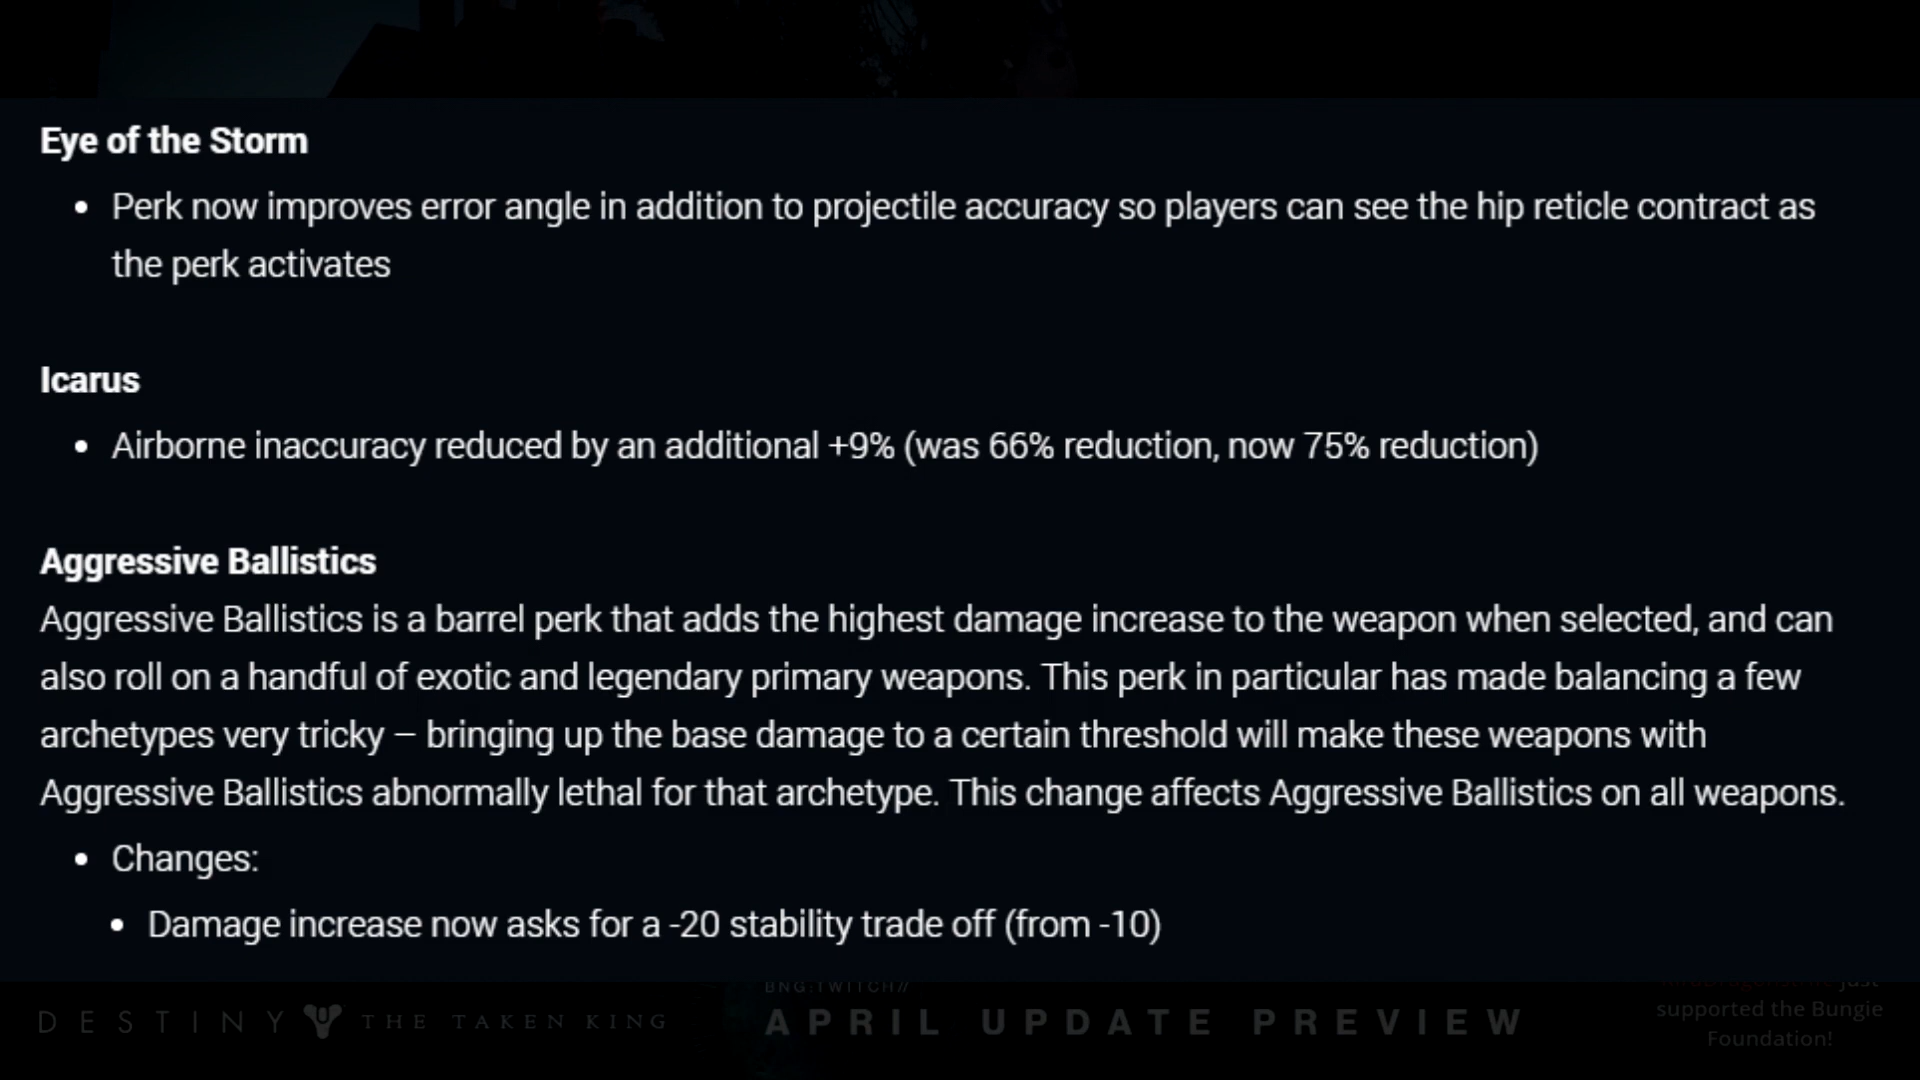 Eye of the Storm
• Perk now improves error angle in addition to projectile accuracy so players can see the hip reticle contract as
the perk activates
Icarus
• Airborne inaccuracy reduced by an additional +9% (was 66% reduction, now 75% reduction)
Aggressive Ballistics
Aggressive Ballistics is a barrel perk that adds the highest damage increase to the weapon when selected, and can
also roll on a handful of exotic and legendary primary weapons. This perk in particular has made balancing a few
archetypes very tricky – bringing up the base damage to a certain threshold will make these weapons with
Aggressive Ballistics abnormally lethal for that archetype. This change affects Aggressive Ballistics on all weapons.
• Changes:
• Damage increase now asks for a -20 stability trade off (from -10)
BNG:TWITCH//
DESTINY THE TAKEN KING
APRIL UPDATE PREVIEW
just
supported the Bungie
Foundation!